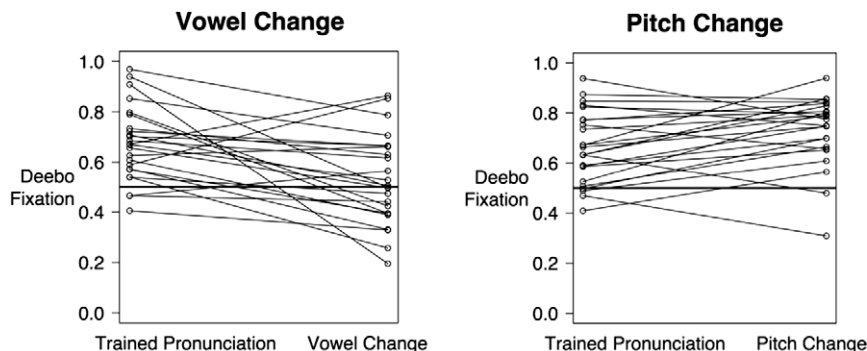 Vowel Change
1.0
0.8
0.6
Deebo
Fixation
0.4
0.2
0.0
Trained Pronunciation Vowel Change
Pitch Change
1.0
0.8
0.6
Deebo
Fixation
0.4
0.2
0.0
Trained Pronunciation Pitch Change